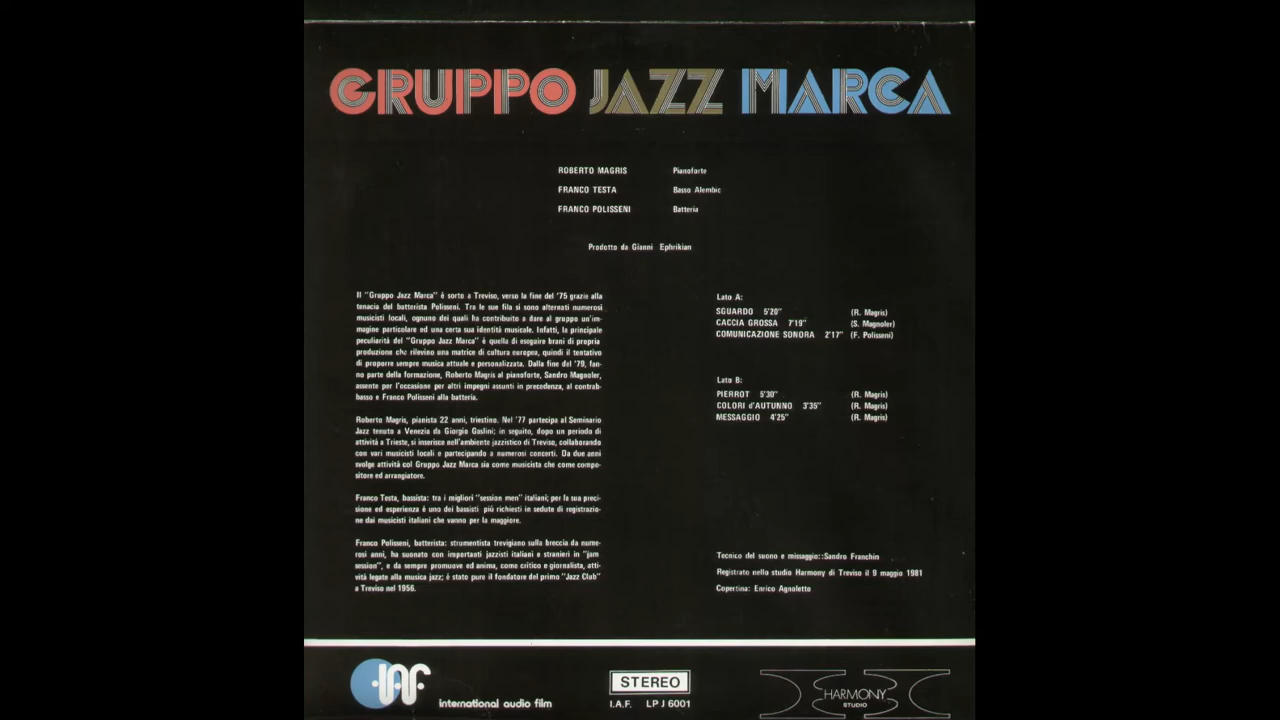 GRUPPO JAZZ MARCA
ROBERTO MAGRIS Pianoforte
FRANCO TESTA Basso Alembic
FRANCO POLISSENI Batteria
Prodotto da Gianni Ephrikian
Il "Gruppo Jazz Marca" è sorto a Treviso, verso la fine del '75 grazie alla
tenacia del batterista Polisseni. Tra le sue fila si sono alternati numerosi
musicisti locali, ognuno dei quali ha contribuito a dare al gruppo un'im-
magine particolare ed una certa sua identità musicale. Infatti, la principale
peculiarità del "Gruppo Jazz Marca" è quella di eseguire brani di propria
produzione che rilevino una matrice di cultura europea, quindi il tentativo
di proporre sempre musica attuale e personalizzata. Dalla fine del '79, fan-
no parte della formazione, Roberto Magris al pianoforte, Sandro Magnoler,
assente per l'occasione per altri impegni assunti in precedenza, al contrab-
basso e Franco Polisseni alla batteria.
Roberto Magris, pianista 22 anni, triestino. Nel '77 partecipa al Seminario
Jazz tenuto a Venezia da Giorgio Gaslini; in seguito, dopo un periodo di
attività a Trieste, si inserisce nell'ambiente jazzistico di Treviso, collaborando
con vari musicisti locali e partecipando a numerosi concerti. Da due anni
svolge attività col Gruppo Jazz Marca sia come musicista che come compo-
sitore ed arrangiatore.
Franco Testa, bassista: tra i migliori "session men" italiani; per la sua preci-
sione ed esperienza è uno dei bassisti più richiesti in sedute di registrazio-
ne dai musicisti italiani che vanno per la maggiore.
Franco Polisseni, batterista: strumentista trevigiano sulla breccia da nume-
rosi anni, ha suonato con importanti jazzisti italiani e stranieri in "jam
session", e da sempre promuove ed anima, come critico e giornalista, atti-
vità legate alla musica jazz; è stato pure il fondatore del primo "Jazz Club"
a Treviso nel 1956.
Lato A:
SGUARDO 5'20" (R. Magris)
CACCIA GROSSA 7'19" (S. Magnoler)
COMUNICAZIONE SONORA 2'17" (F. Polisseni)
Lato B:
PIERROT 5'30" (R. Magris)
COLORI d'AUTUNNO 3'35" (R. Magris)
MESSAGGIO 4'25" (R. Magris)
Tecnico del suono e missaggio::Sandro Franchin
Registrato nello studio Harmony di Treviso il 9 maggio 1981
Copertina: Enrico Agnoletto
IAF international audio film
STEREO
I.A.F. LP J 6001
HARMONY
STUDIO